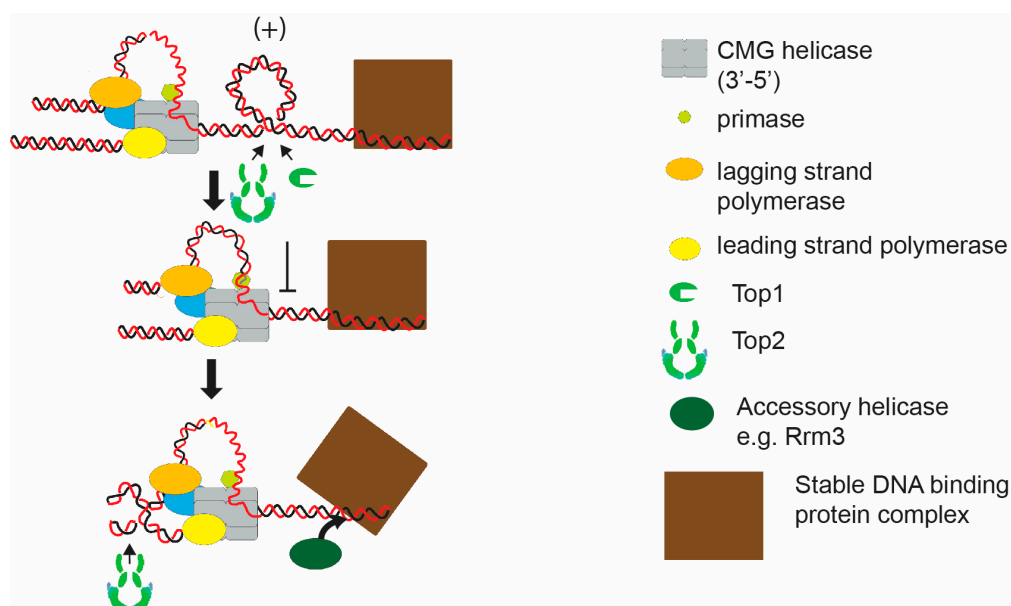 (+)
CMG helicase
(3'-5')
primase
lagging strand
polymerase
leading strand polymerase
Top1
Top2
Accessory helicase
e.g. Rrm3
Stable DNA binding
protein complex